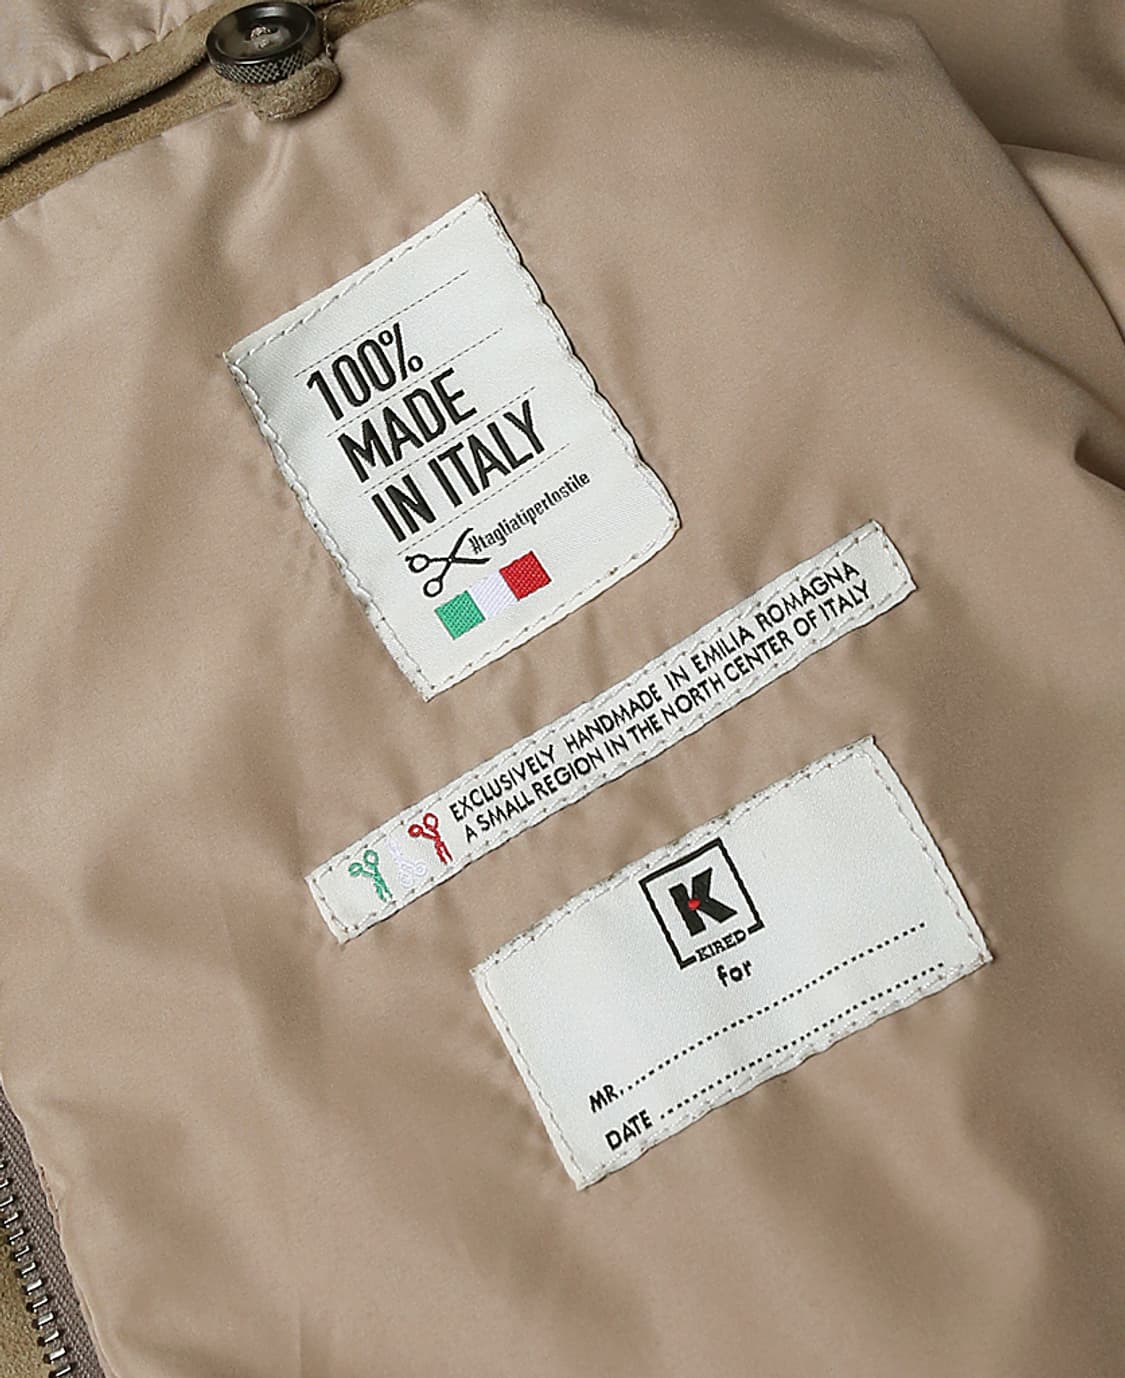 100%
MADE
IN ITALY
#tagliatiperlostile
EXCLUSIVELY HANDMADE IN EMILIA ROMAGNA
A SMALL REGION IN THE NORTH CENTER OF ITALY
K
KIRED
for
MR..............................
DATE ..............................